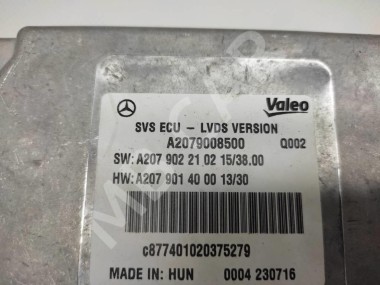 Valeo
SVS ECU - LVDS VERSION
A2079008500 Q002
SW: A207 902 21 02 15/38.00
HW: A207 901 40 00 13/30
c877401020375279
MADE IN: HUN 0004 230716